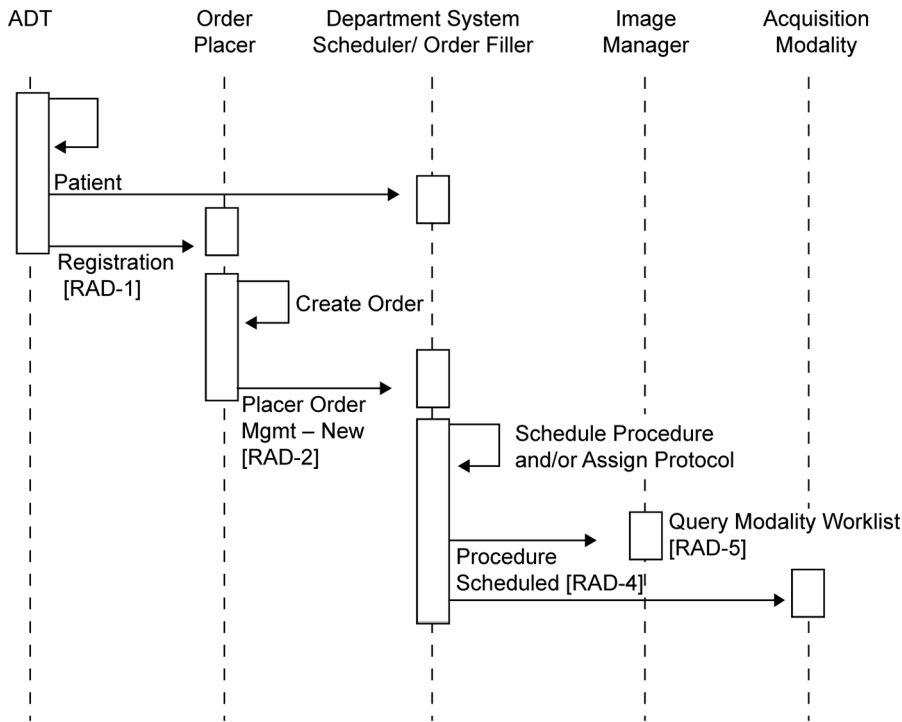 ADT
Order
Placer
Department System
Scheduler/ Order Filler
Image
Manager
Acquisition
Modality
Patient
Registration
[RAD-1]
Create Order
Placer Order
Mgmt – New
[RAD-2]
Schedule Procedure
and/or Assign Protocol
Query Modality Worklist
[RAD-5]
Procedure
Scheduled [RAD-4]